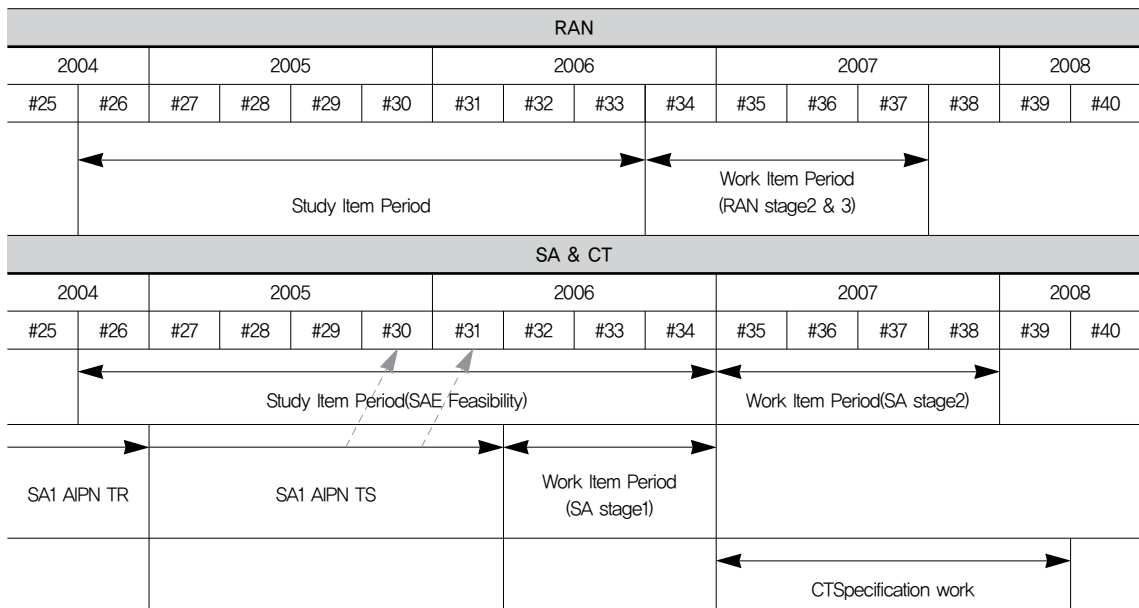 RAN
2004 2005 2006 2007 2008
#25 #26 #27 #28 #29 #30 #31 #32 #33 #34 #35 #36 #37 #38 #39 #40
Study Item Period
Work Item Period
(RAN stage2 & 3)
SA & CT
2004 2005 2006 2007 2008
#25 #26 #27 #28 #29 #30 #31 #32 #33 #34 #35 #36 #37 #38 #39 #40
Study Item Period(SAE Feasibility)
Work Item Period(SA stage2)
SA1 AIPN TR
SA1 AIPN TS
Work Item Period
(SA stage1)
CTSpecification work